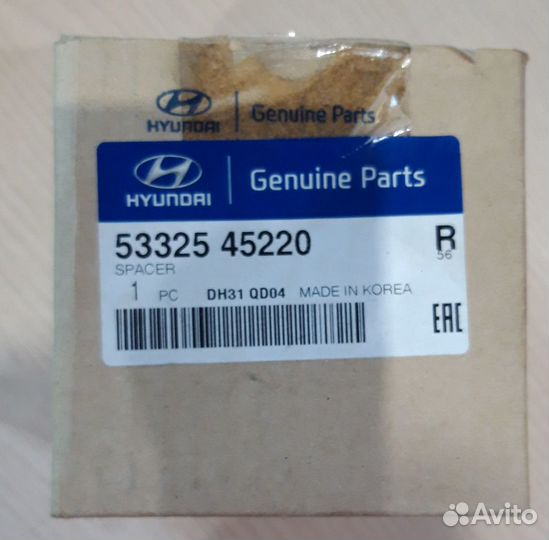 HYUNDAI Genuine Parts
HYUNDAI Genuine Parts
53325 45220 R
SPACER 56
1 PC DH31 QD04 MADE IN KOREA
EAC
Avito